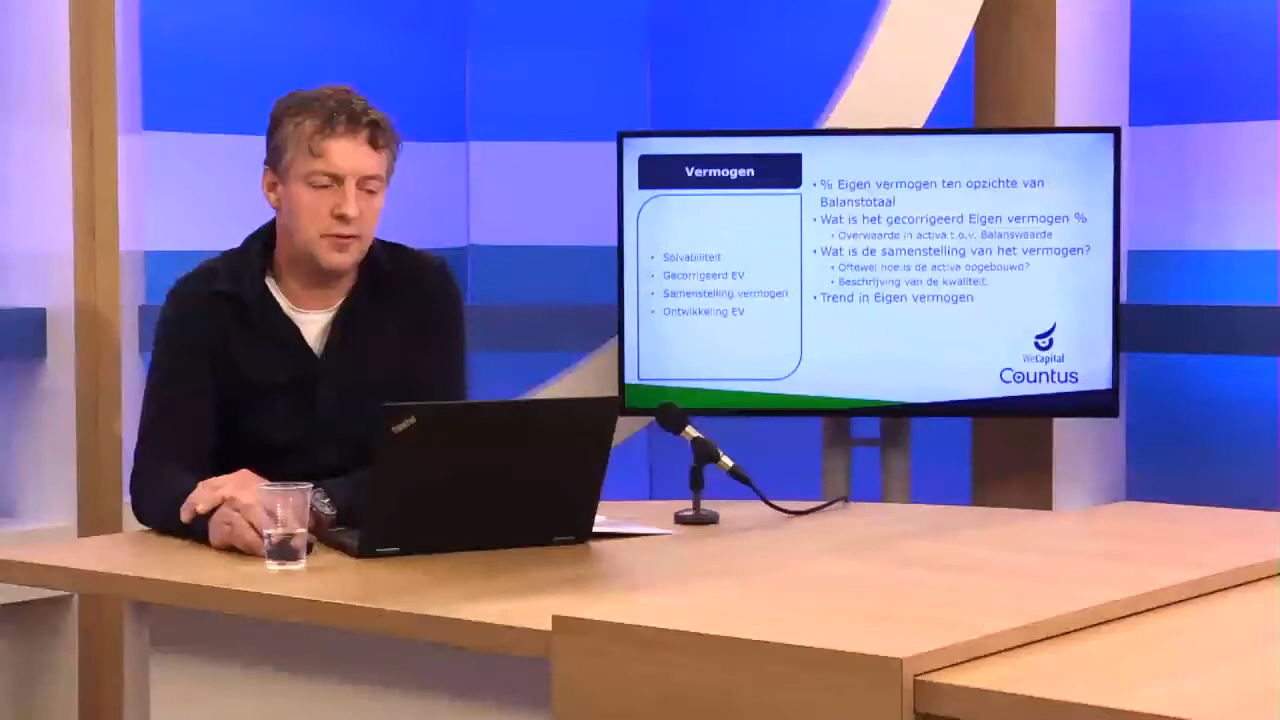 Vermogen
• Solvabiliteit
• Gecorrigeerd EV
• Samenstelling vermogen
• Ontwikkeling EV
• % Eigen vermogen ten opzichte van
Balanstotaal
• Wat is het gecorrigeerd Eigen vermogen %
• Overwaarde in activa t.o.v. Balanswaarde
• Wat is de samenstelling van het vermogen?
• Oftewel hoe is de activa opgebouwd?
• Beschrijving van de kwaliteit.
• Trend in Eigen vermogen
WeCapital
Countus
ThinkPad